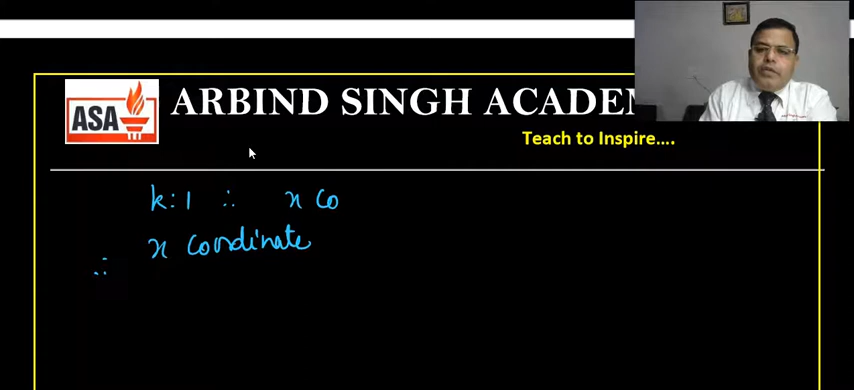 ASA
ARBIND SINGH ACADEM
Teach to Inspire....
k:1 ∴ x Co
x Coordinate
∴